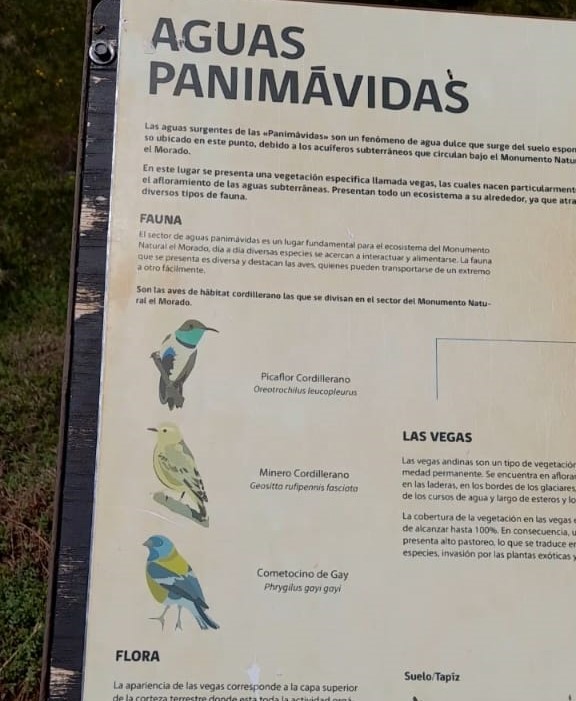 AGUAS
PANIMÁVIDAS
Las aguas surgentes de las «Panimávidas» son un fenómeno de agua dulce que surge del suelo
so ubicado en este punto, debido a los acuíferos subterráneos que circulan bajo el Monumento
el Morado.
En este lugar se presenta una vegetación específica llamada vegas, las cuales nacen
el afloramiento de las aguas subterráneas. Presentan todo un ecosistema a su alrededor, ya que
diversos tipos de fauna.
FAUNA
El sector de aguas panimávidas es un lugar fundamental para el ecosistema del Monumento
Natural el Morado, día a día diversas especies se acercan a interactuar y alimentarse. La fauna
que se presenta es diversa y destacan las aves, quienes pueden transportarse de un extremo
a otro fácilmente.
Son las aves de hábitat cordillerano las que se divisan en el sector del Monumento Natu-
ral el Morado.
Picaflor Cordillerano
Oreotrochilus leucopleurus
Minero Cordillerano
Geositta rufipennis fasciata
Cometocino de Gay
Phrygilus gayi gayi
LAS VEGAS
Las vegas andinas son un tipo de vegetación
medad permanente. Se encuentra en
en las laderas, en los bordes de los glaciares,
de los cursos de agua y largo de esteros y
La cobertura de la vegetación en las vegas
de alcanzar hasta 100%. En consecuencia,
presenta alto pastoreo, lo que se traduce
especies, invasión por las plantas exóticas
FLORA
La apariencia de las vegas corresponde a la capa superior
de la corteza terrestre donde esta toda la actividad
Suelo/Tapíz